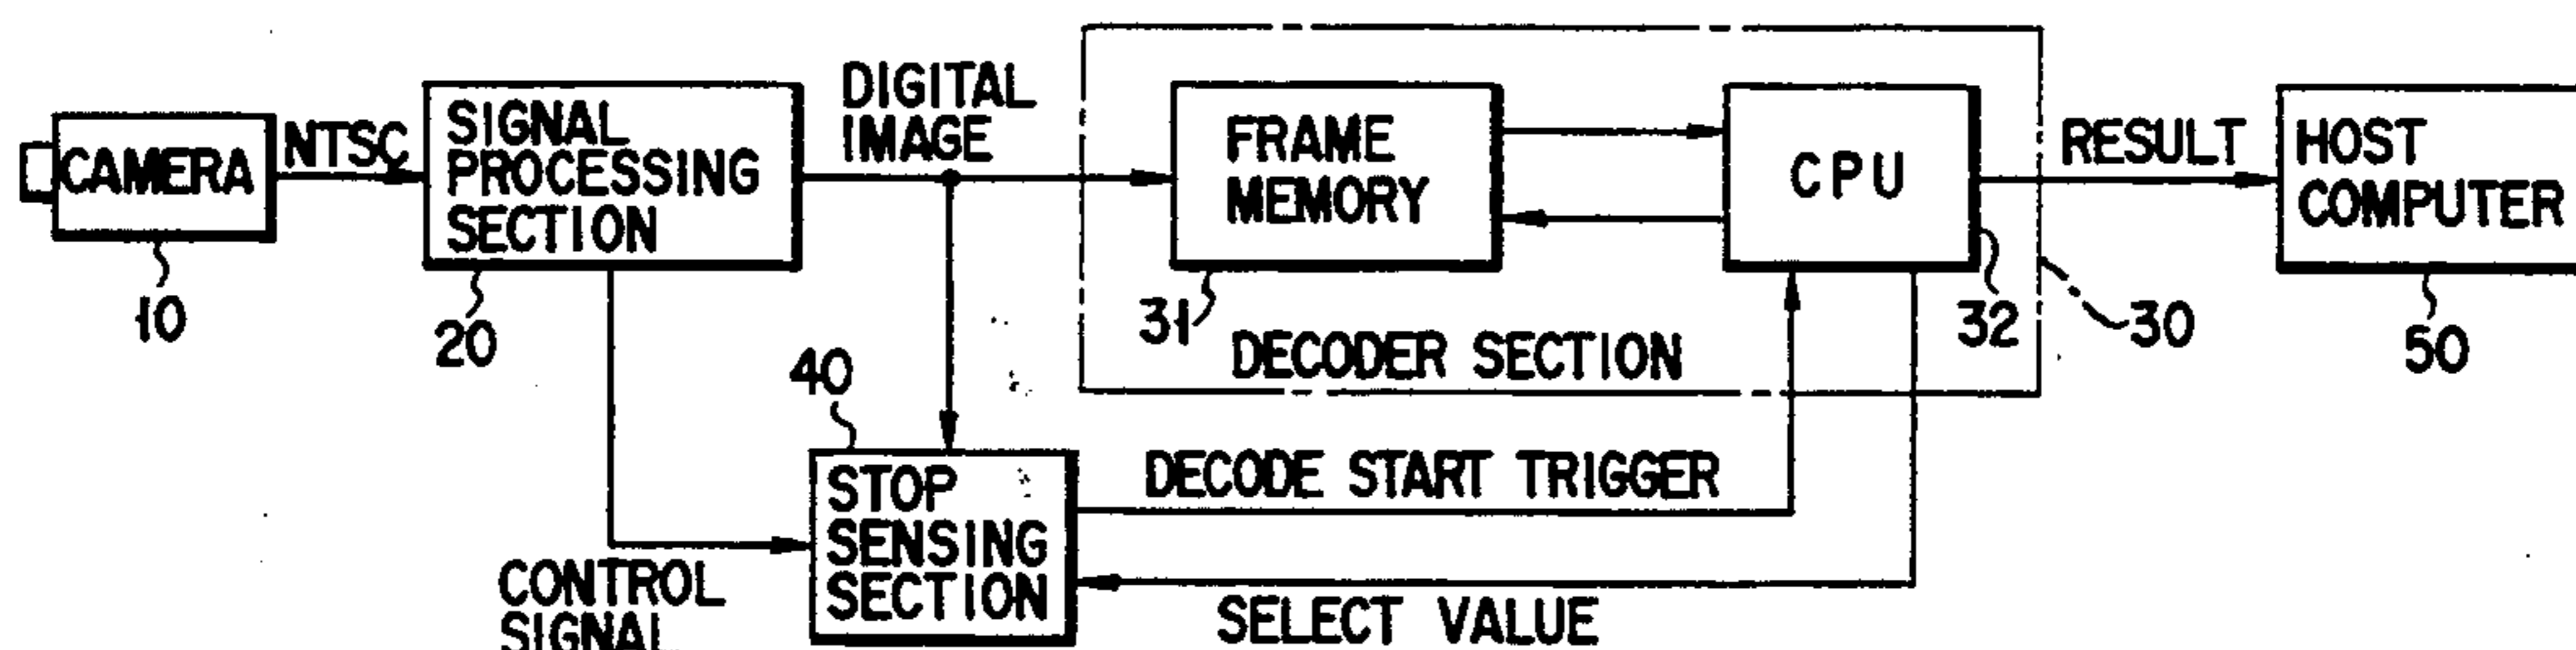 CAMERA
10
NTSC
SIGNAL
PROCESSING
SECTION
20
DIGITAL
IMAGE
FRAME
MEMORY
31
CPU
32
DECODER SECTION
30
RESULT
HOST
COMPUTER
50
40
STOP
SENSING
SECTION
DECODE START TRIGGER
SELECT VALUE
CONTROL
SIGNAL